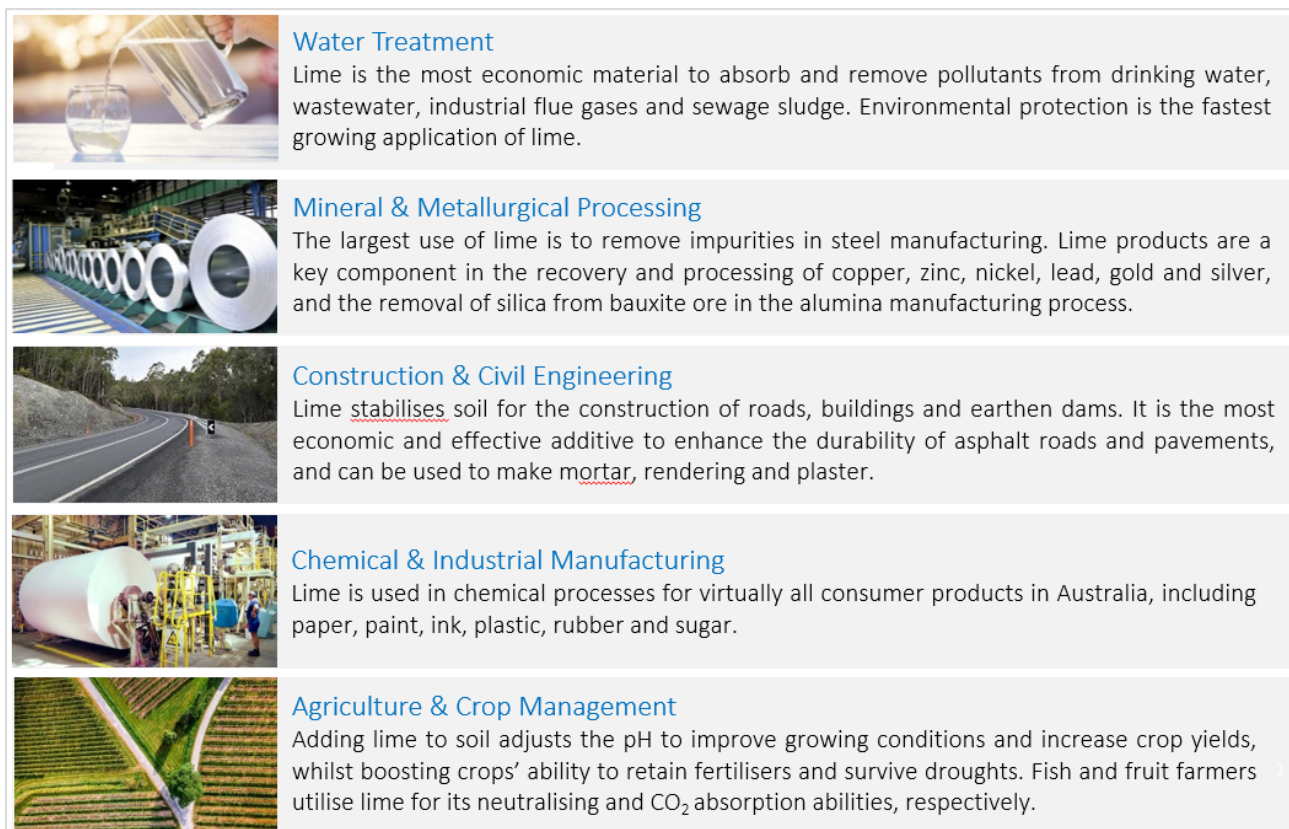 Water Treatment
Lime is the most economic material to absorb and remove pollutants from drinking water,
wastewater, industrial flue gases and sewage sludge. Environmental protection is the fastest
growing application of lime.
Mineral & Metallurgical Processing
The largest use of lime is to remove impurities in steel manufacturing. Lime products are a
key component in the recovery and processing of copper, zinc, nickel, lead, gold and silver,
and the removal of silica from bauxite ore in the alumina manufacturing process.
Construction & Civil Engineering
Lime stabilises soil for the construction of roads, buildings and earthen dams. It is the most
economic and effective additive to enhance the durability of asphalt roads and pavements,
and can be used to make mortar, rendering and plaster.
Chemical & Industrial Manufacturing
Lime is used in chemical processes for virtually all consumer products in Australia, including
paper, paint, ink, plastic, rubber and sugar.
Agriculture & Crop Management
Adding lime to soil adjusts the pH to improve growing conditions and increase crop yields,
whilst boosting crops’ ability to retain fertilisers and survive droughts. Fish and fruit farmers
1
utilise lime for its neutralising and CO₂ absorption abilities, respectively.